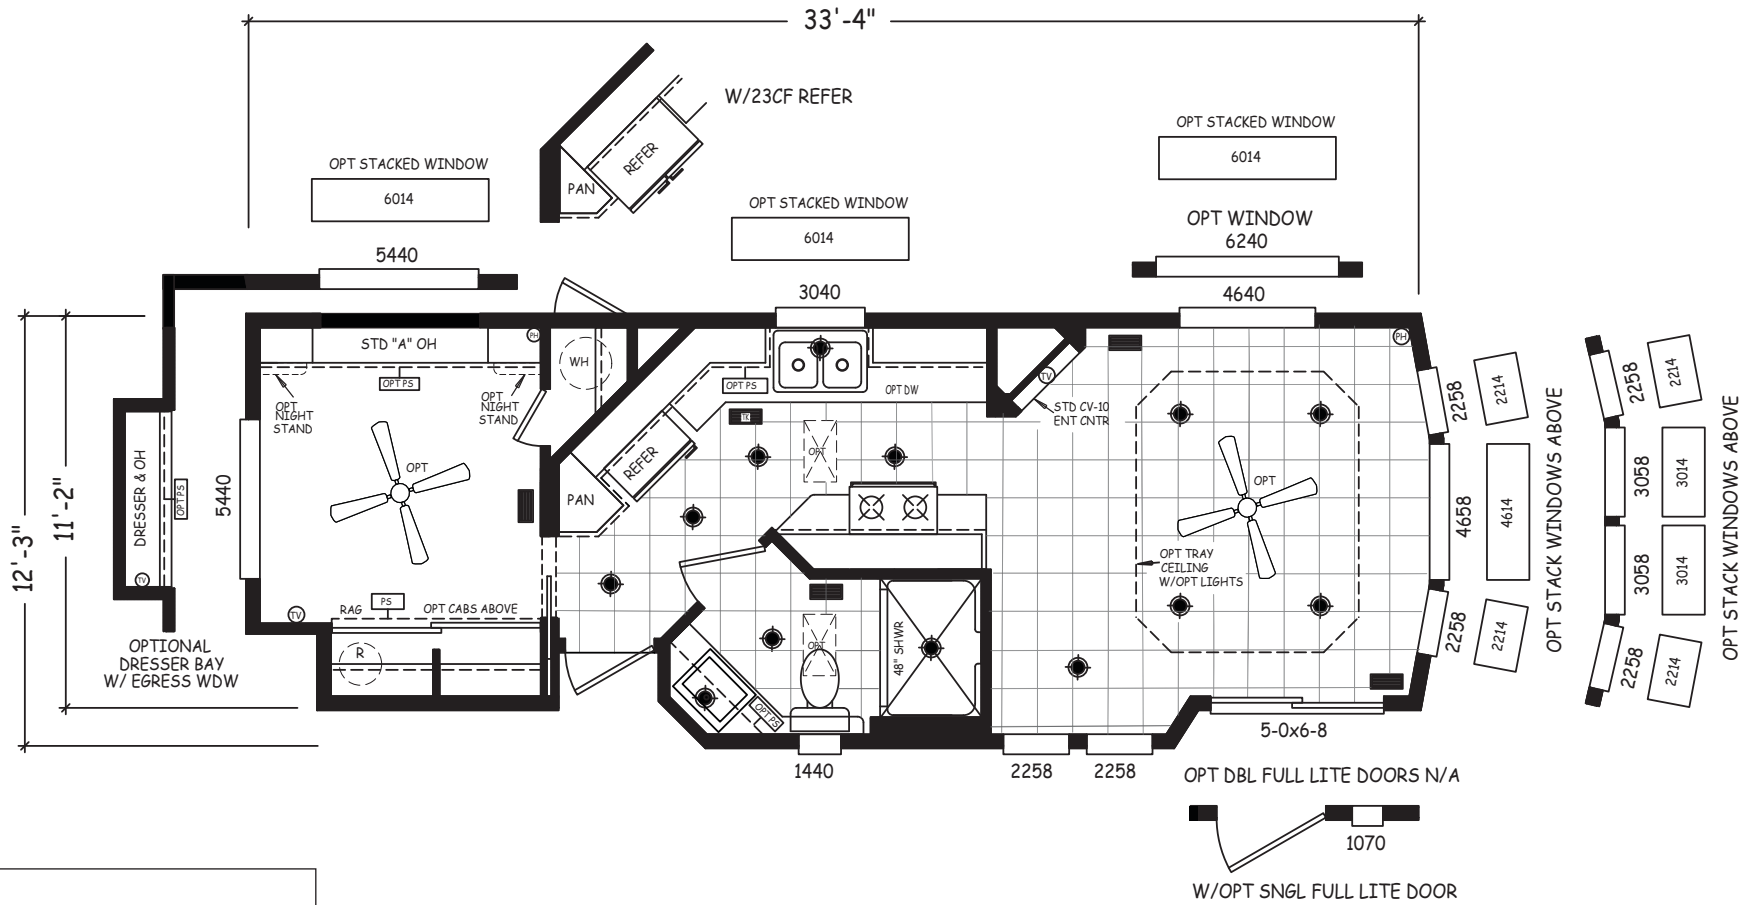 33'-4"
W/23CF REFER
REFER
PAN
OPT STACKED WINDOW
6014
OPT STACKED WINDOW
6014
OPT STACKED WINDOW
6014
OPT WINDOW
6240
5440
3040
4640
12'-3"
11'-2"
STD "A" OH
PH
WH
OPT PS
OPT
NIGHT
STAND
OPT
NIGHT
STAND
DRESSER & OH
OPT PS
TV
5440
OPT
OPT PS
OPT DW
REFER
PAN
OPT
TV
STD CV-10
ENT CNTR
PH
OPT
OPT TRAY
CEILING
W/OPT LIGHTS
TV
RAG
PS
OPT CABS ABOVE
R
OPTIONAL
DRESSER BAY
W/ EGRESS WDW
OPT
OPT PS
48" SHWR
1440
2258
2258
5-0x6-8
OPT DBL FULL LITE DOORS N/A
1070
W/OPT SNGL FULL LITE DOOR
2258
2214
4658
4614
2258
2214
OPT STACK WINDOWS ABOVE
2258
2214
3058
3014
3058
3014
2258
2214
OPT STACK WINDOWS ABOVE